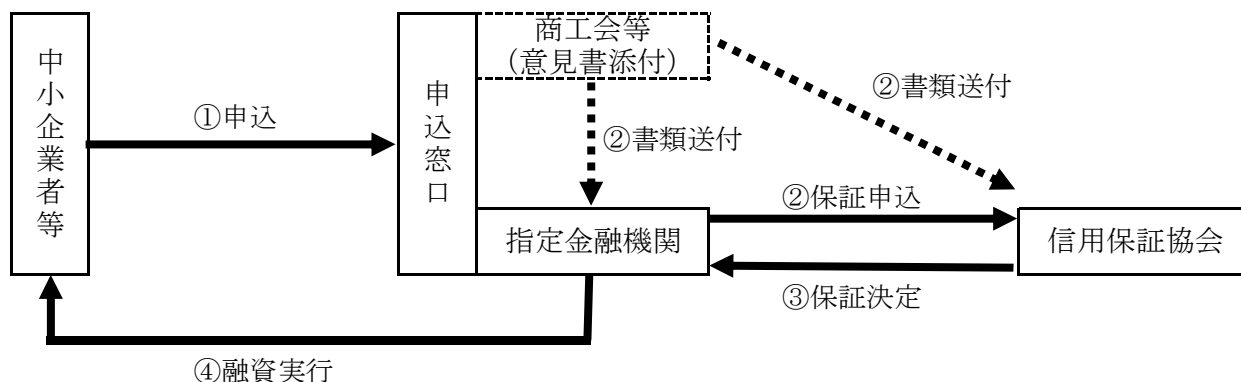 中小企業者等
①申込
申込窓口
商工会等
(意見書添付)
②書類送付
②書類送付
指定金融機関
②保証申込
③保証決定
信用保証協会
④融資実行